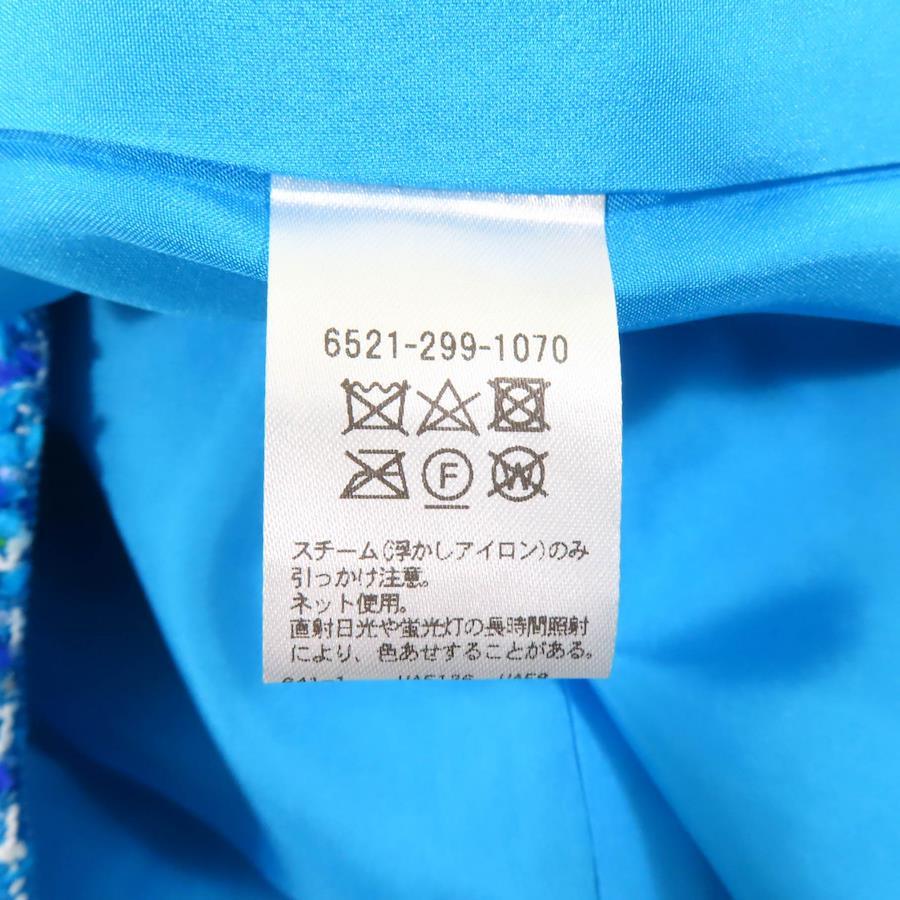 6521-299-1070
F
W
スチーム(浮かしアイロン)のみ
引っかけ注意。
ネット使用。
直射日光や蛍光灯の長時間照射
により、色あせすることがある。